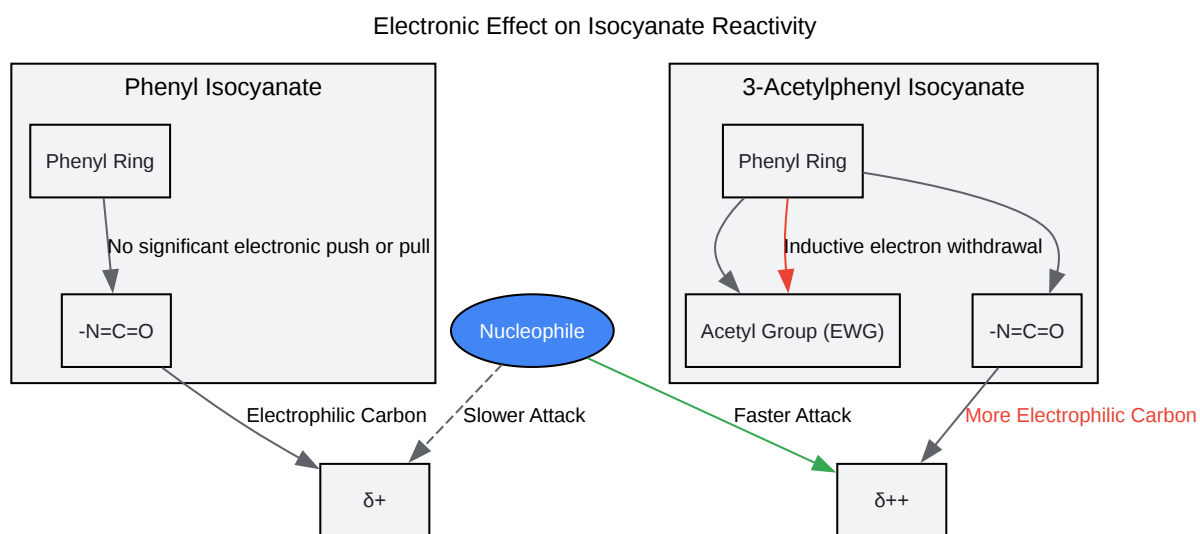 Electronic Effect on Isocyanate Reactivity
Phenyl Isocyanate
3-Acetylphenyl Isocyanate
Phenyl Ring
Phenyl Ring
No significant electronic push or pull
Inductive electron withdrawal
-N=C=O
Nucleophile
Acetyl Group (EWG)
-N=C=O
Electrophilic Carbon
Slower Attack
Faster Attack
More Electrophilic Carbon
δ+
δ++